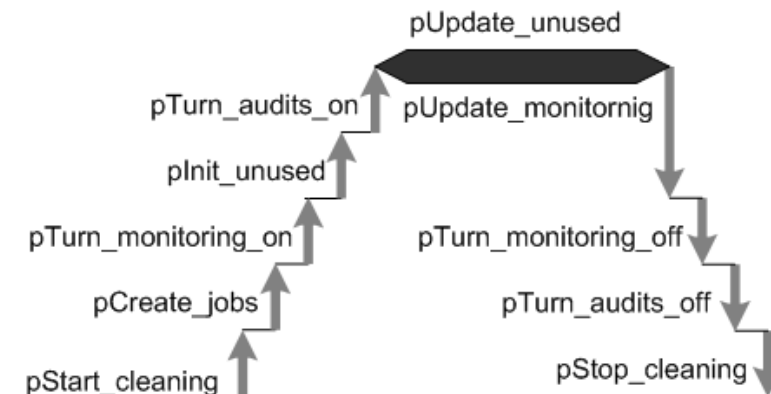 pUpdate_unused
pTurn_audits_on
pUpdate_monitornig
pInit_unused
pTurn_monitoring_on
pTurn_monitoring_off
pCreate_jobs
pTurn_audits_off
pStart_cleaning
pStop_cleaning